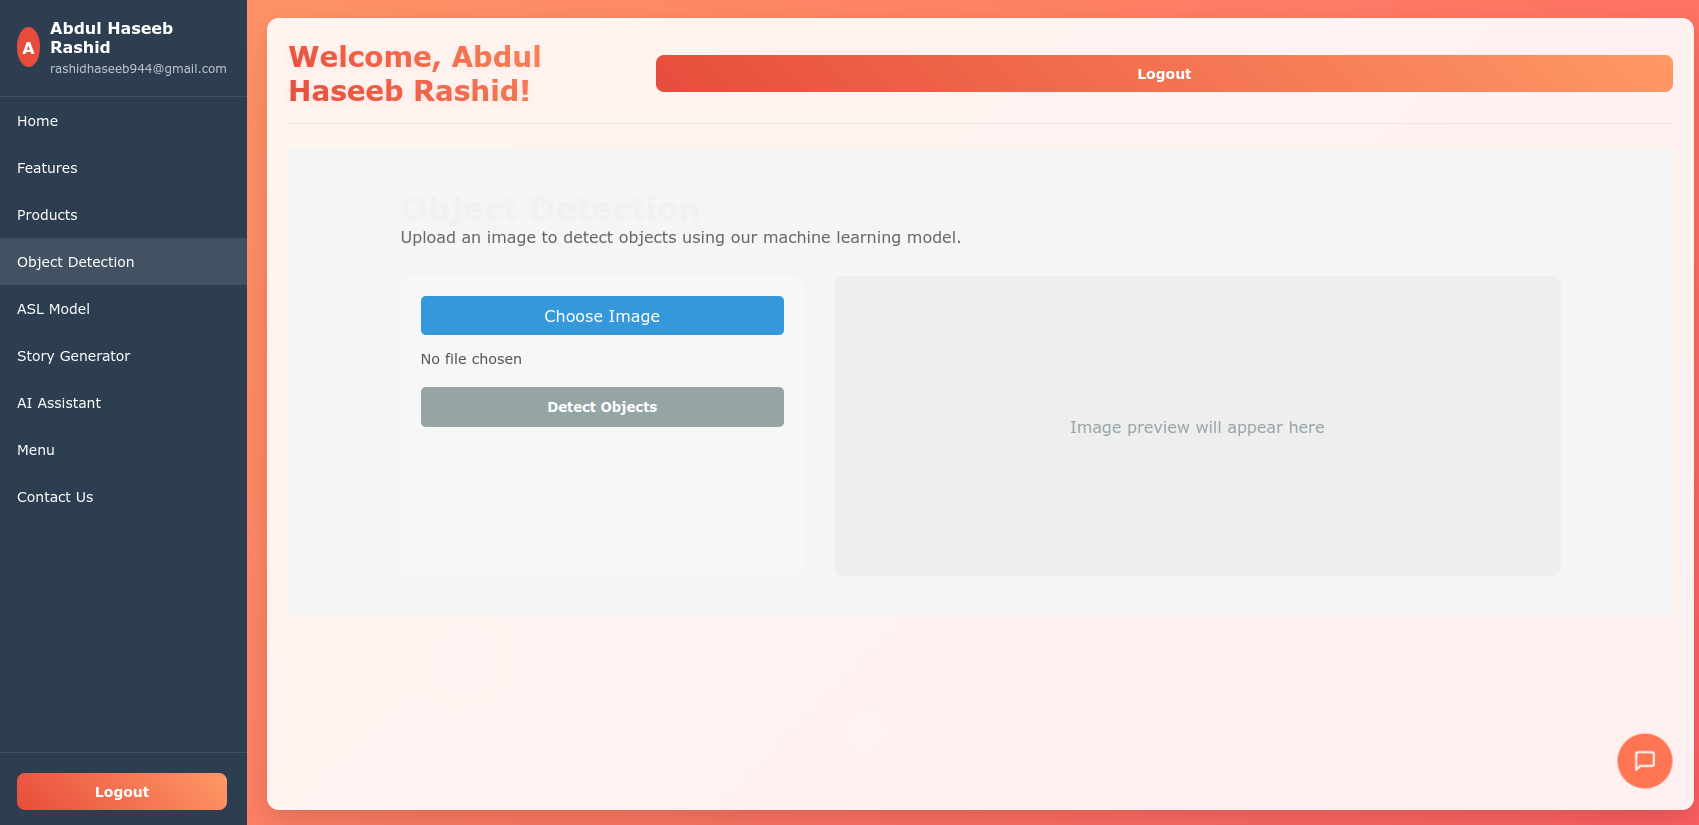 A
Abdul Haseeb
Rashid
rashidhaseeb944@gmail.com
Home
Features
Products
Object Detection
ASL Model
Story Generator
AI Assistant
Menu
Contact Us
Logout
Welcome, Abdul
Haseeb Rashid!
Logout
Object Detection
Upload an image to detect objects using our machine learning model.
Choose Image
No file chosen
Detect Objects
Image preview will appear here